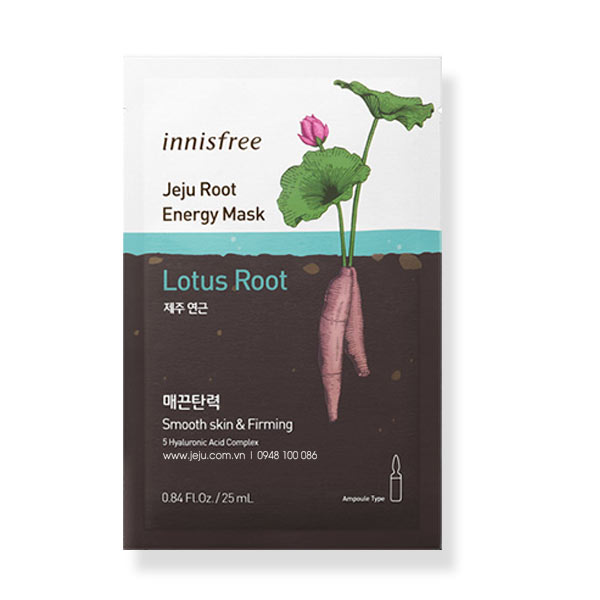 innisfree
Jeju Root
Energy Mask
Lotus Root
제주 연근
매끈탄력
Smooth skin & Firming
5 Hyaluronic Acid Complex
www.jeju.com.vn | 0948 100 086
0.84 Fl.Oz. / 25 mL
Ampoule Type